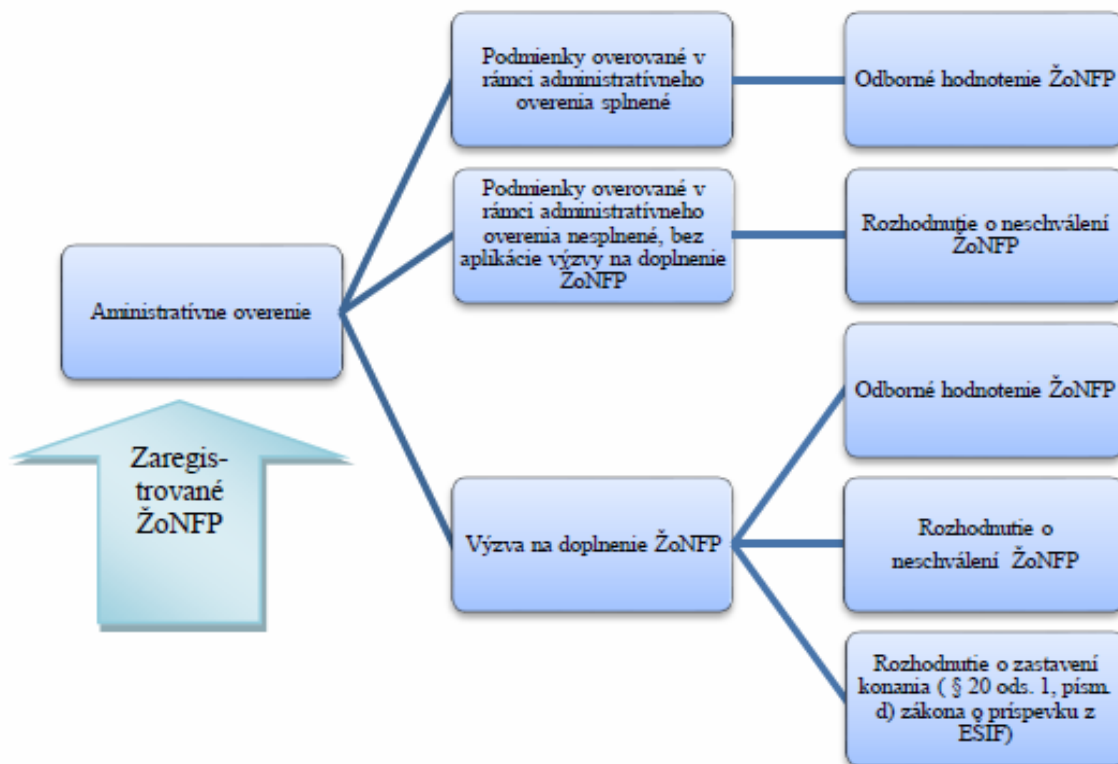 Podmienky overované v
rámci administratívneho
overenia splnené
Odborné hodnotenie ŽoNFP
Podmienky overované v
rámci administratívneho
overenia nesplnené, bez
aplikácie výzvy na doplnenie
ŽoNFP
Rozhodnutie o neschválení
ŽoNFP
Aministratívne overenie
Zaregis-
trované
ŽoNFP
Výzva na doplnenie ŽoNFP
Odborné hodnotenie ŽoNFP
Rozhodnutie o
neschválení ŽoNFP
Rozhodnutie o zastavení
konania ( § 20 ods. 1, písm.
d) zákona o príspevku z
EŠIF)